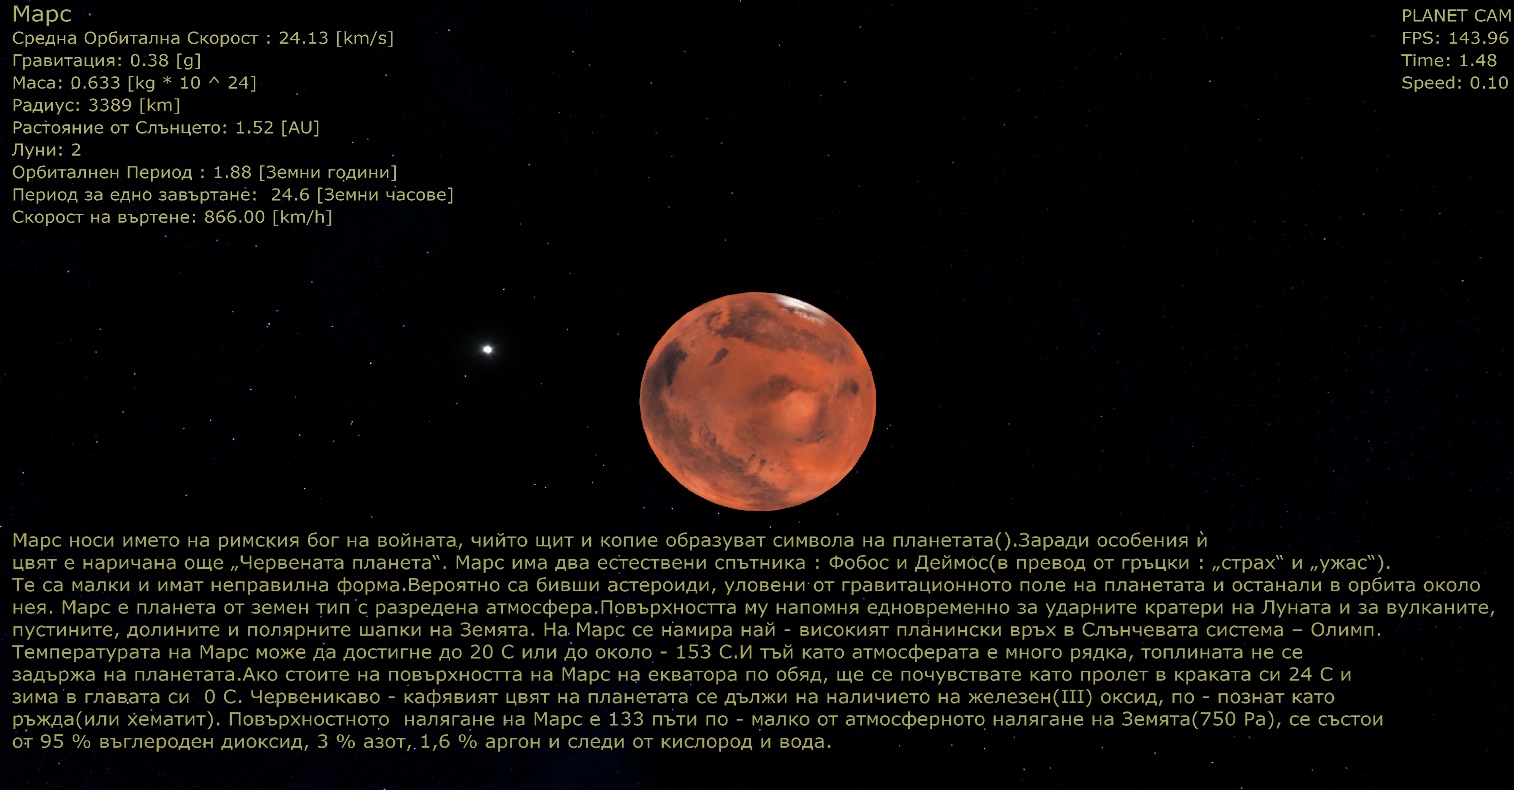 Марс
Средна Орбитална Скорост : 24.13 [km/s]
Гравитация: 0.38 [g]
Маса: 0.633 [kg * 10 ^ 24]
Радиус: 3389 [km]
Растояние от Слънцето: 1.52 [AU]
Луни: 2
Орбиталнен Период : 1.88 [Земни години]
Период за едно завъртане:  24.6 [Земни часове]
Скорост на въртене: 866.00 [km/h]
PLANET CAM
FPS: 143.96
Time: 1.48
Speed: 0.10
Марс носи името на римския бог на войната, чийто щит и копие образуват символа на планетата().Заради особения ѝ
цвят е наричана още „Червената планета“. Марс има два естествени спътника : Фобос и Деймос(в превод от гръцки : „страх“ и „ужас“).
Те са малки и имат неправилна форма.Вероятно са бивши астероиди, уловени от гравитационното поле на планетата и останали в орбита около
нея. Марс е планета от земен тип с разредена атмосфера.Повърхността му напомня едновременно за ударните кратери на Луната и за вулканите,
пустините, долините и полярните шапки на Земята. На Марс се намира най - високият планински връх в Слънчевата система – Олимп.
Температурата на Марс може да достигне до 20 C или до около - 153 C.И тъй като атмосферата е много рядка, топлината не се
задържа на планетата.Ако стоите на повърхността на Марс на екватора по обяд, ще се почувствате като пролет в краката си 24 C и
зима в главата си  0 C. Червеникаво - кафявият цвят на планетата се дължи на наличието на железен(III) оксид, по - познат като
ръжда(или хематит). Повърхностното  налягане на Марс е 133 пъти по - малко от атмосферното налягане на Земята(750 Pa), се състои
от 95 % въглероден диоксид, 3 % азот, 1,6 % аргон и следи от кислород и вода.